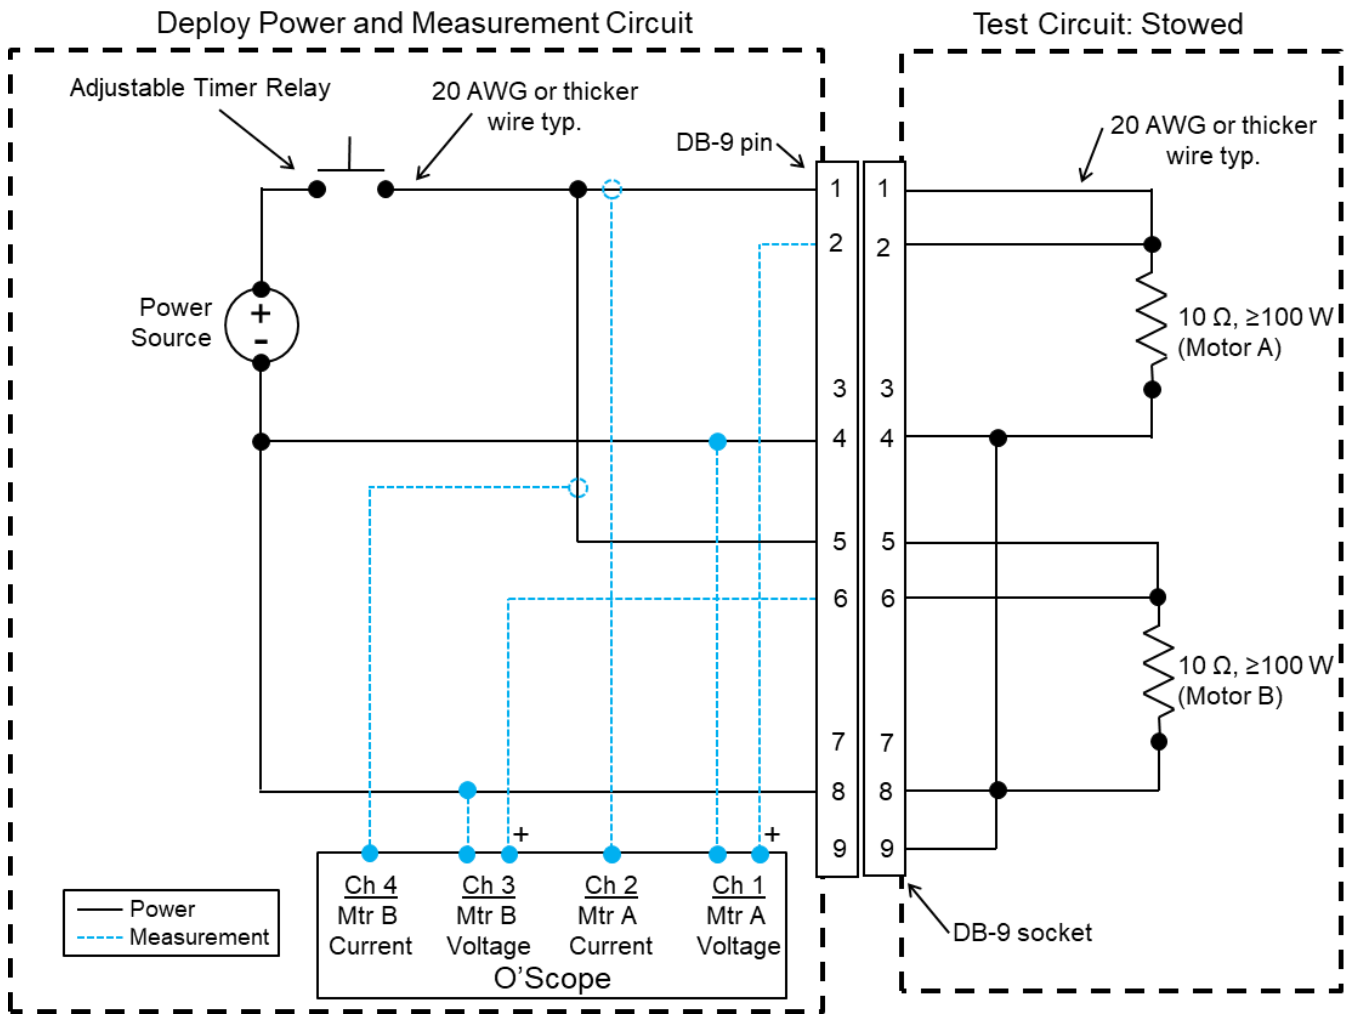 Deploy Power and Measurement Circuit
Test Circuit: Stowed
Adjustable Timer Relay
20 AWG or thicker
wire typ.
DB-9 pin
20 AWG or thicker
wire typ.
1
1
2
2
Power
Source
+
-
10 Ω, ≥100 W
(Motor A)
3
3
4
4
5
5
6
6
10 Ω, ≥100 W
(Motor B)
7
7
8
8
9
9
+
+
Ch 4
Mtr B
Current
Ch 3
Mtr B
Voltage
Ch 2
Mtr A
Current
Ch 1
Mtr A
Voltage
O'Scope
Power
Measurement
DB-9 socket